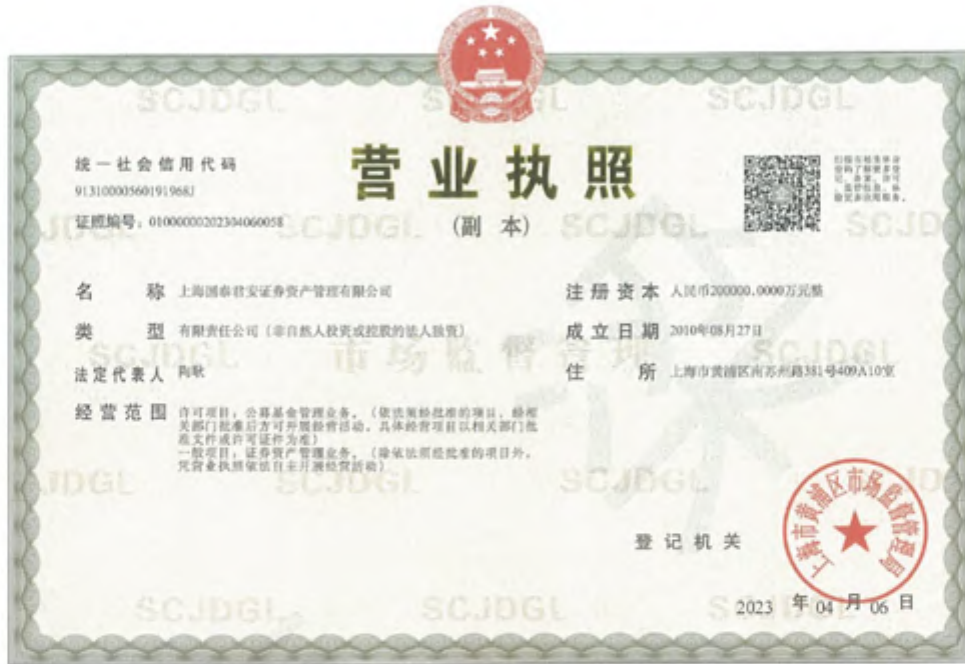 统一社会信用代码
91310000560191968J
证照编号：01000000202304060058
营业执照
(副 本)
名 称 上海国泰君安证券资产管理有限公司
类 型 有限责任公司（非自然人投资或控股的法人独资）
法定代表人 陶耿
经营范围 许可项目：公募基金管理业务。（依法须经批准的项目，经相
关部门批准后方可开展经营活动，具体经营项目以相关部门批
准文件或许可证件为准）
一般项目：证券资产管理业务。（除依法须经批准的项目外，
凭营业执照依法自主开展经营活动）
注册资本 人民币200000.0000万元整
成立日期 2010年08月27日
住 所 上海市黄浦区南苏州路381号409A10室
登记机关
上海市黄浦区市场监督管理局
2023 年 04 月 06 日
SCJDGL
市场监督管理